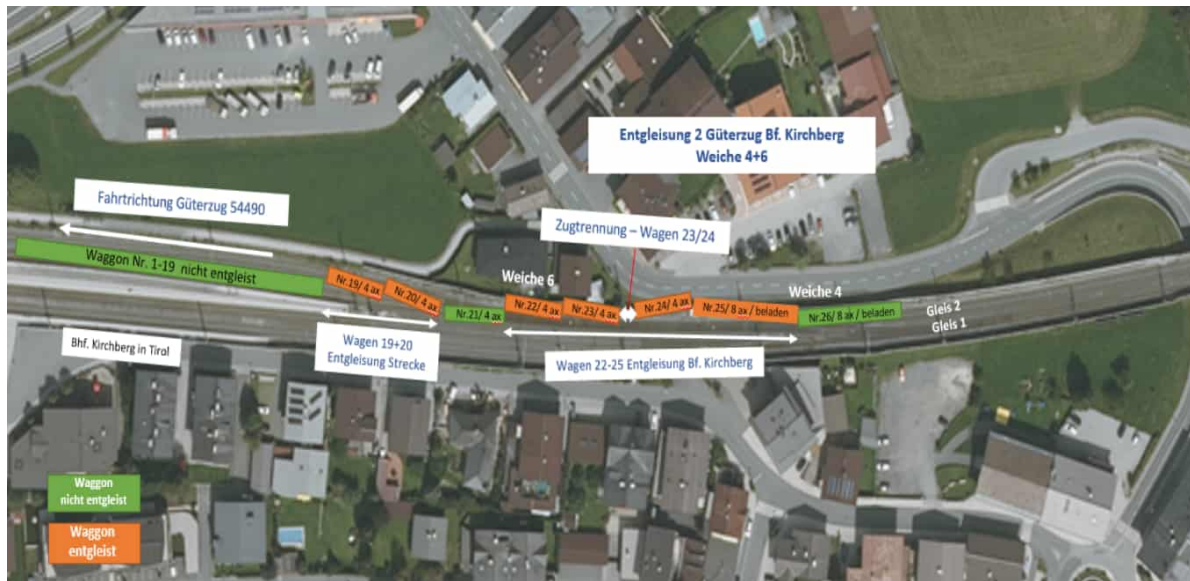 Entgleisung 2 Güterzug Bf. Kirchberg
Weiche 4+6
Fahrtrichtung Güterzug 54490
Zugtrennung – Wagen 23/24
Waggon Nr. 1-19 nicht entgleist
Nr.19/ 4 ax
Nr.20/ 4 ax
Nr.21/ 4 ax
Weiche 6
Nr.22/ 4 ax
Nr.23/ 4 ax
Nr.24/ 4 ax
Nr.25/ 8 ax / beladen
Weiche 4
Nr.26/ 8 ax / beladen
Gleis 2
Gleis 1
Bhf. Kirchberg in Tirol
Wagen 19+20
Entgleisung Strecke
Wagen 22-25 Entgleisung Bf. Kirchberg
Waggon
nicht entgleist
Waggon
entgleist